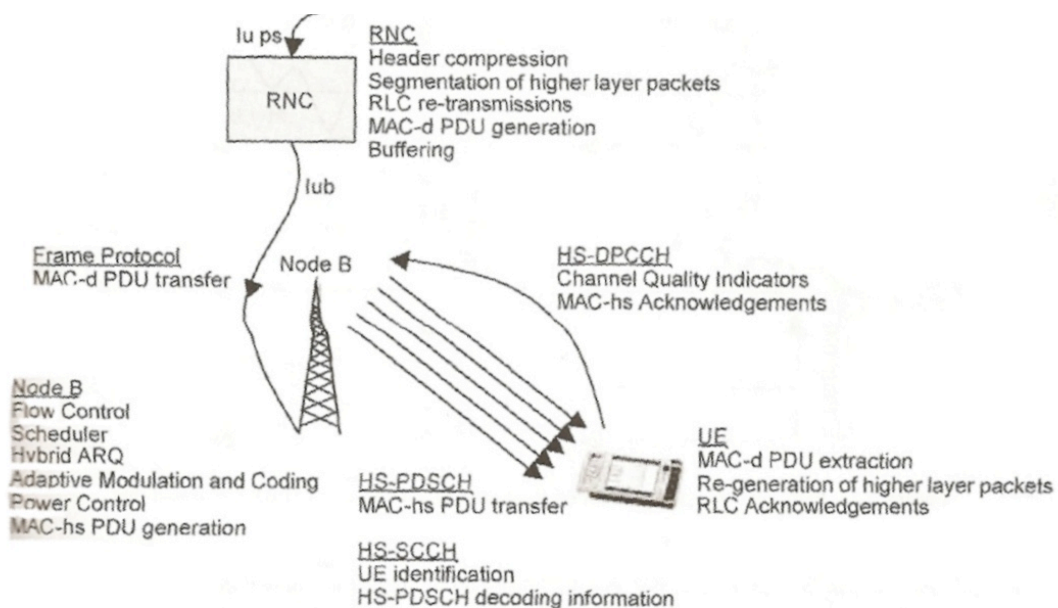 Iu ps
RNC
RNC
Header compression
Segmentation of higher layer packets
RLC re-transmissions
MAC-d PDU generation
Buffering
Iub
Frame Protocol
MAC-d PDU transfer
Node B
HS-DPCCH
Channel Quality Indicators
MAC-hs Acknowledgements
Node B
Flow Control
Scheduler
Hybrid ARQ
Adaptive Modulation and Coding
Power Control
MAC-hs PDU generation
HS-PDSCH
MAC-hs PDU transfer
UE
MAC-d PDU extraction
Re-generation of higher layer packets
RLC Acknowledgements
HS-SCCH
UE identification
HS-PDSCH decoding information